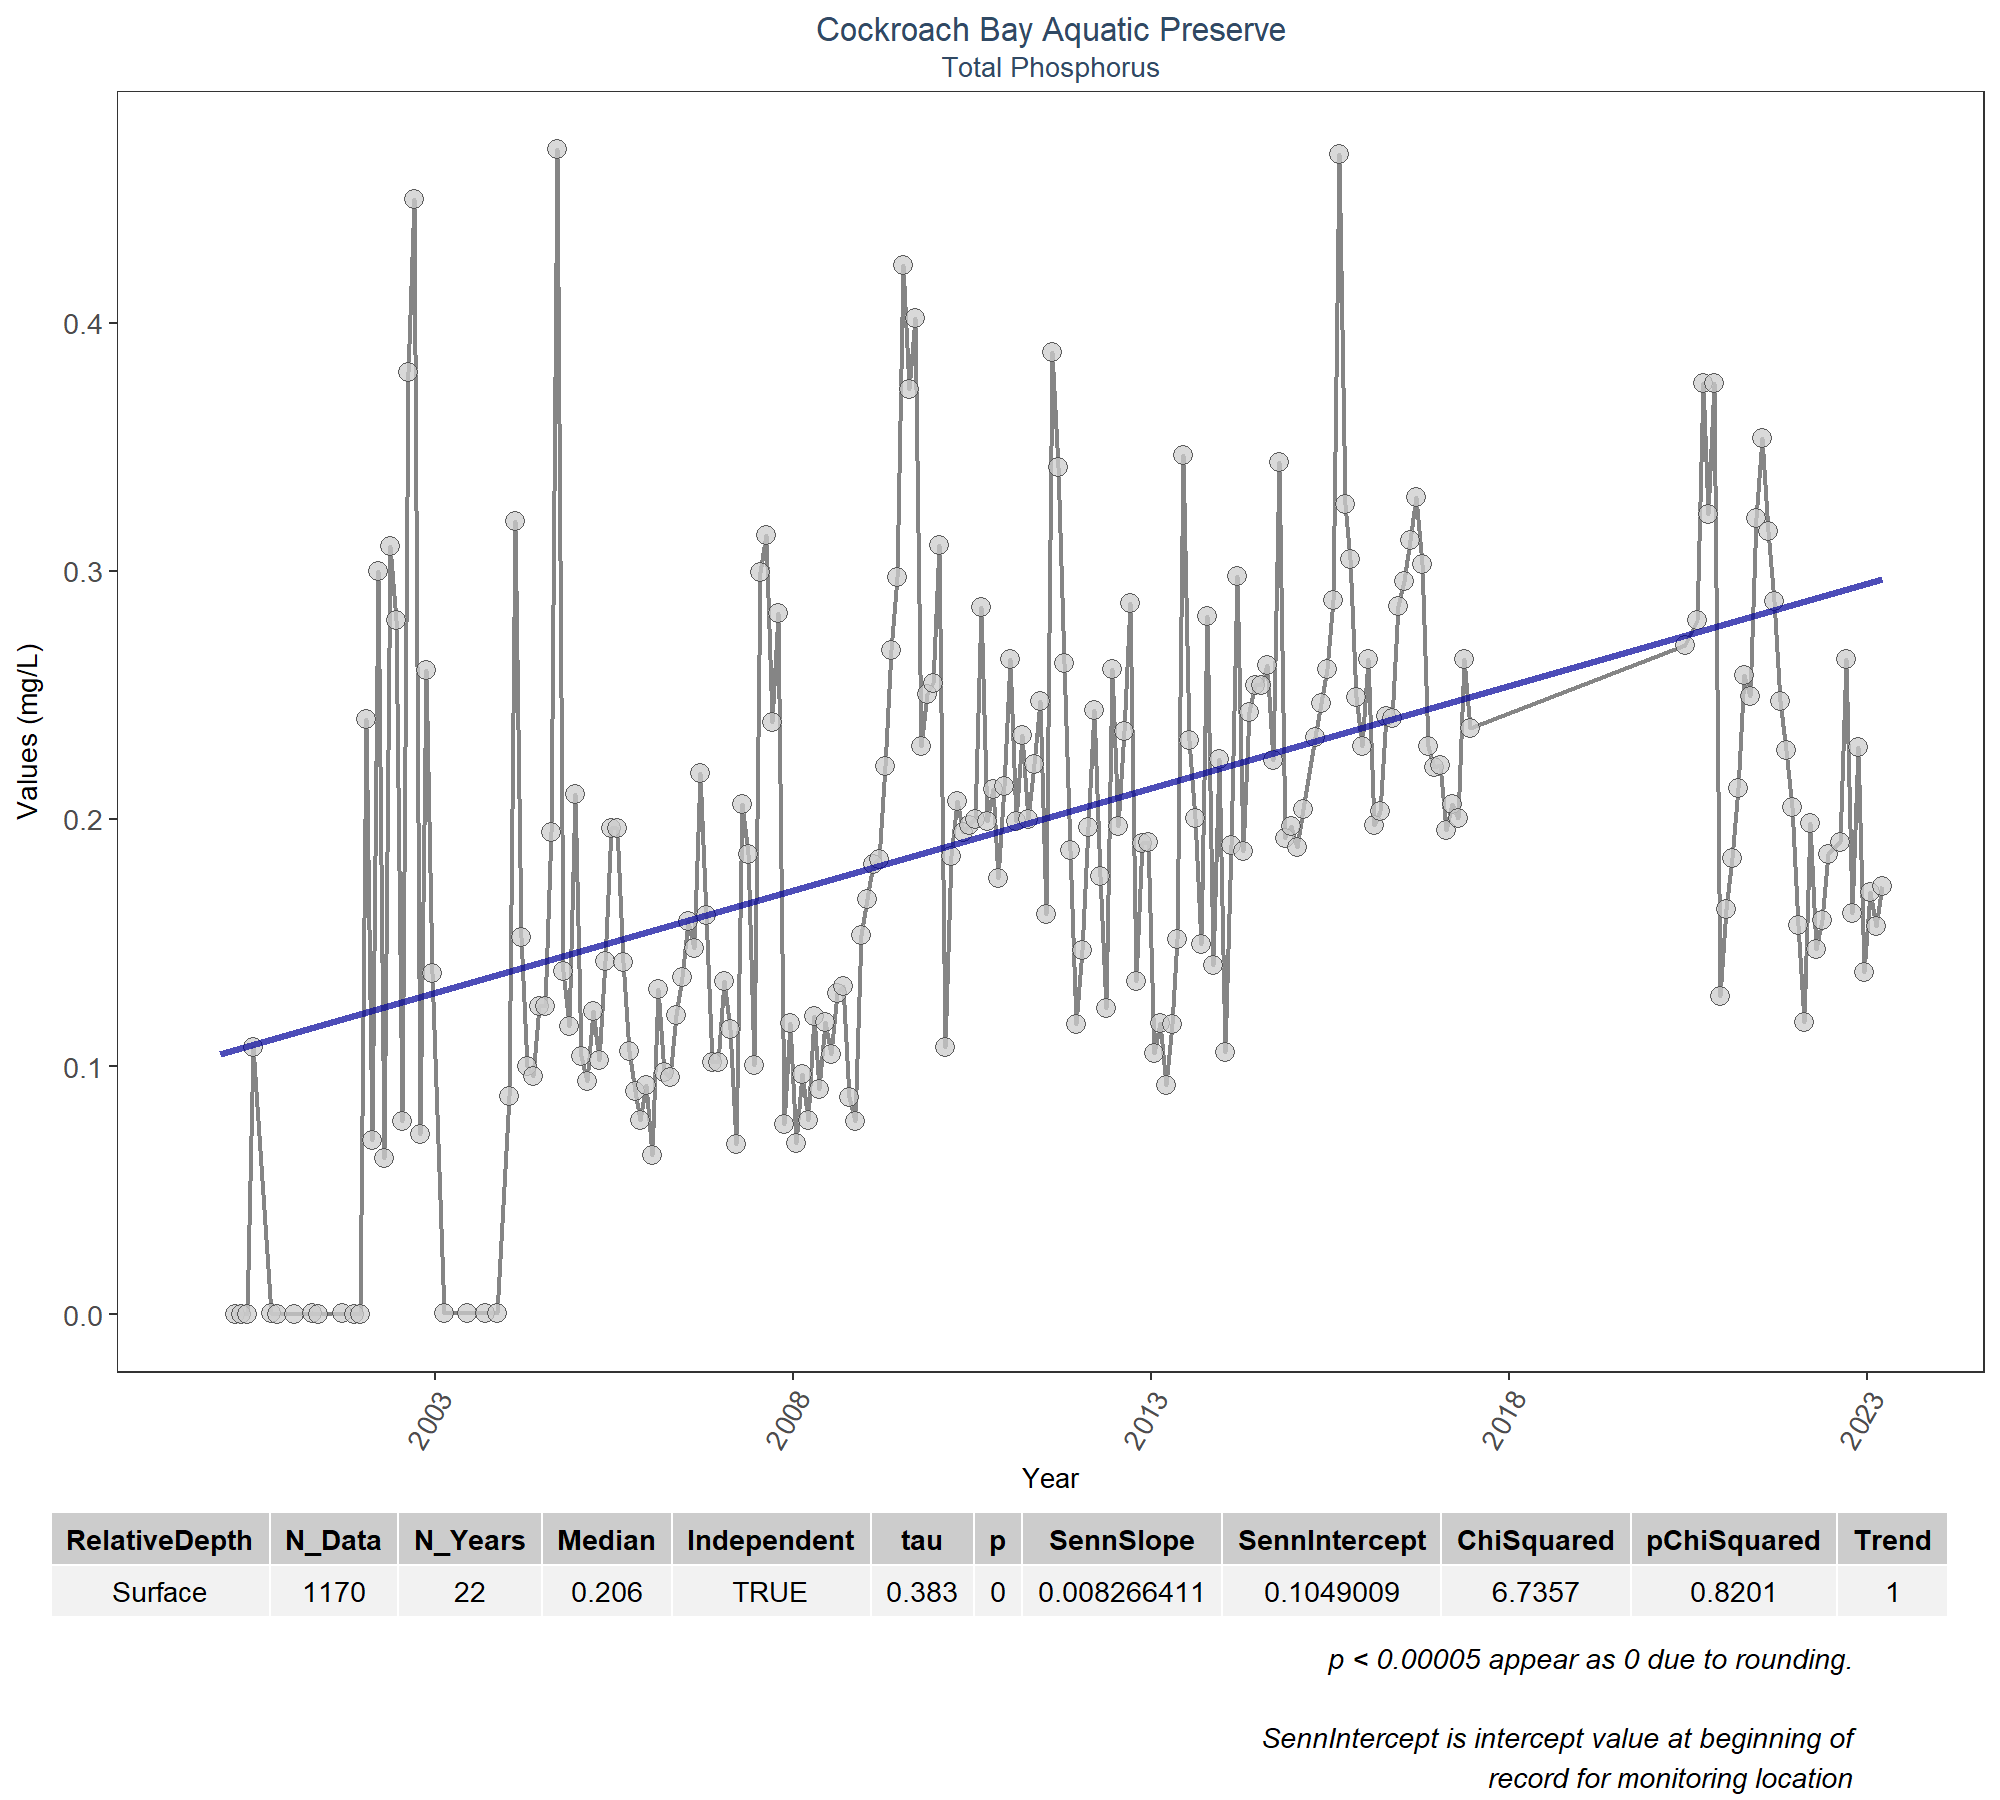 Cockroach Bay Aquatic Preserve
Total Phosphorus
Values (mg/L)
0.4
0.3
0.2
0.1
0.0
2003 2008 2013 2018 2023
Year
RelativeDepth N_Data N_Years Median Independent tau p SennSlope SennIntercept ChiSquared pChiSquared Trend
Surface 1170 22 0.206 TRUE 0.383 0 0.008266411 0.1049009 6.7357 0.8201 1
p < 0.00005 appear as 0 due to rounding.
SennIntercept is intercept value at beginning of
record for monitoring location